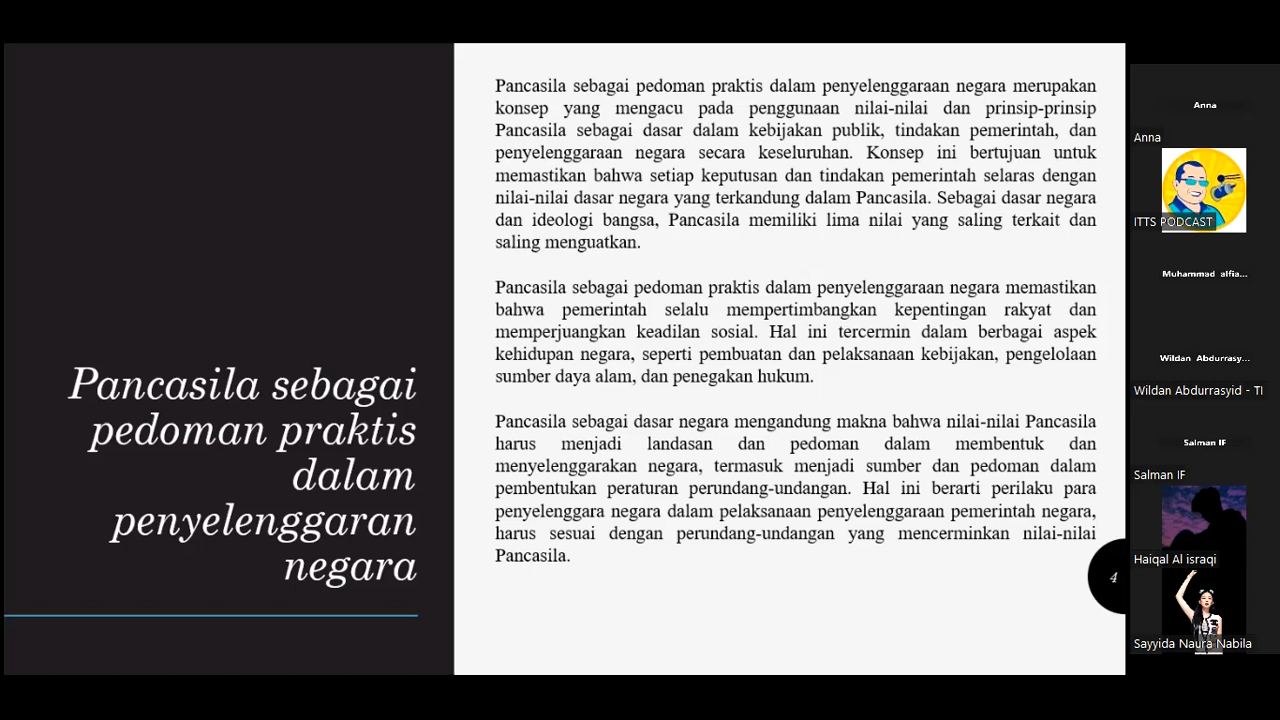 Pancasila sebagai
pedoman praktis
dalam
penyelenggaran
negara
Pancasila sebagai pedoman praktis dalam penyelenggaraan negara merupakan
konsep yang mengacu pada penggunaan nilai-nilai dan prinsip-prinsip
Pancasila sebagai dasar dalam kebijakan publik, tindakan pemerintah, dan
penyelenggaraan negara secara keseluruhan. Konsep ini bertujuan untuk
memastikan bahwa setiap keputusan dan tindakan pemerintah selaras dengan
nilai-nilai dasar negara yang terkandung dalam Pancasila. Sebagai dasar negara
dan ideologi bangsa, Pancasila memiliki lima nilai yang saling terkait dan
saling menguatkan.
Pancasila sebagai pedoman praktis dalam penyelenggaraan negara memastikan
bahwa pemerintah selalu mempertimbangkan kepentingan rakyat dan
memperjuangkan keadilan sosial. Hal ini tercermin dalam berbagai aspek
kehidupan negara, seperti pembuatan dan pelaksanaan kebijakan, pengelolaan
sumber daya alam, dan penegakan hukum.
Pancasila sebagai dasar negara mengandung makna bahwa nilai-nilai Pancasila
harus menjadi landasan dan pedoman dalam membentuk dan
menyelenggarakan negara, termasuk menjadi sumber dan pedoman dalam
pembentukan peraturan perundang-undangan. Hal ini berarti perilaku para
penyelenggara negara dalam pelaksanaan penyelenggaraan pemerintah negara,
harus sesuai dengan perundang-undangan yang mencerminkan nilai-nilai
Pancasila.
4
Anna
Anna
ITTS PODCAST
Muhammad alfia...
Wildan Abdurrasy...
Wildan Abdurrasyid - TI
Salman IF
Salman IF
Haiqal Al israqi
Sayyida Naura Nabila